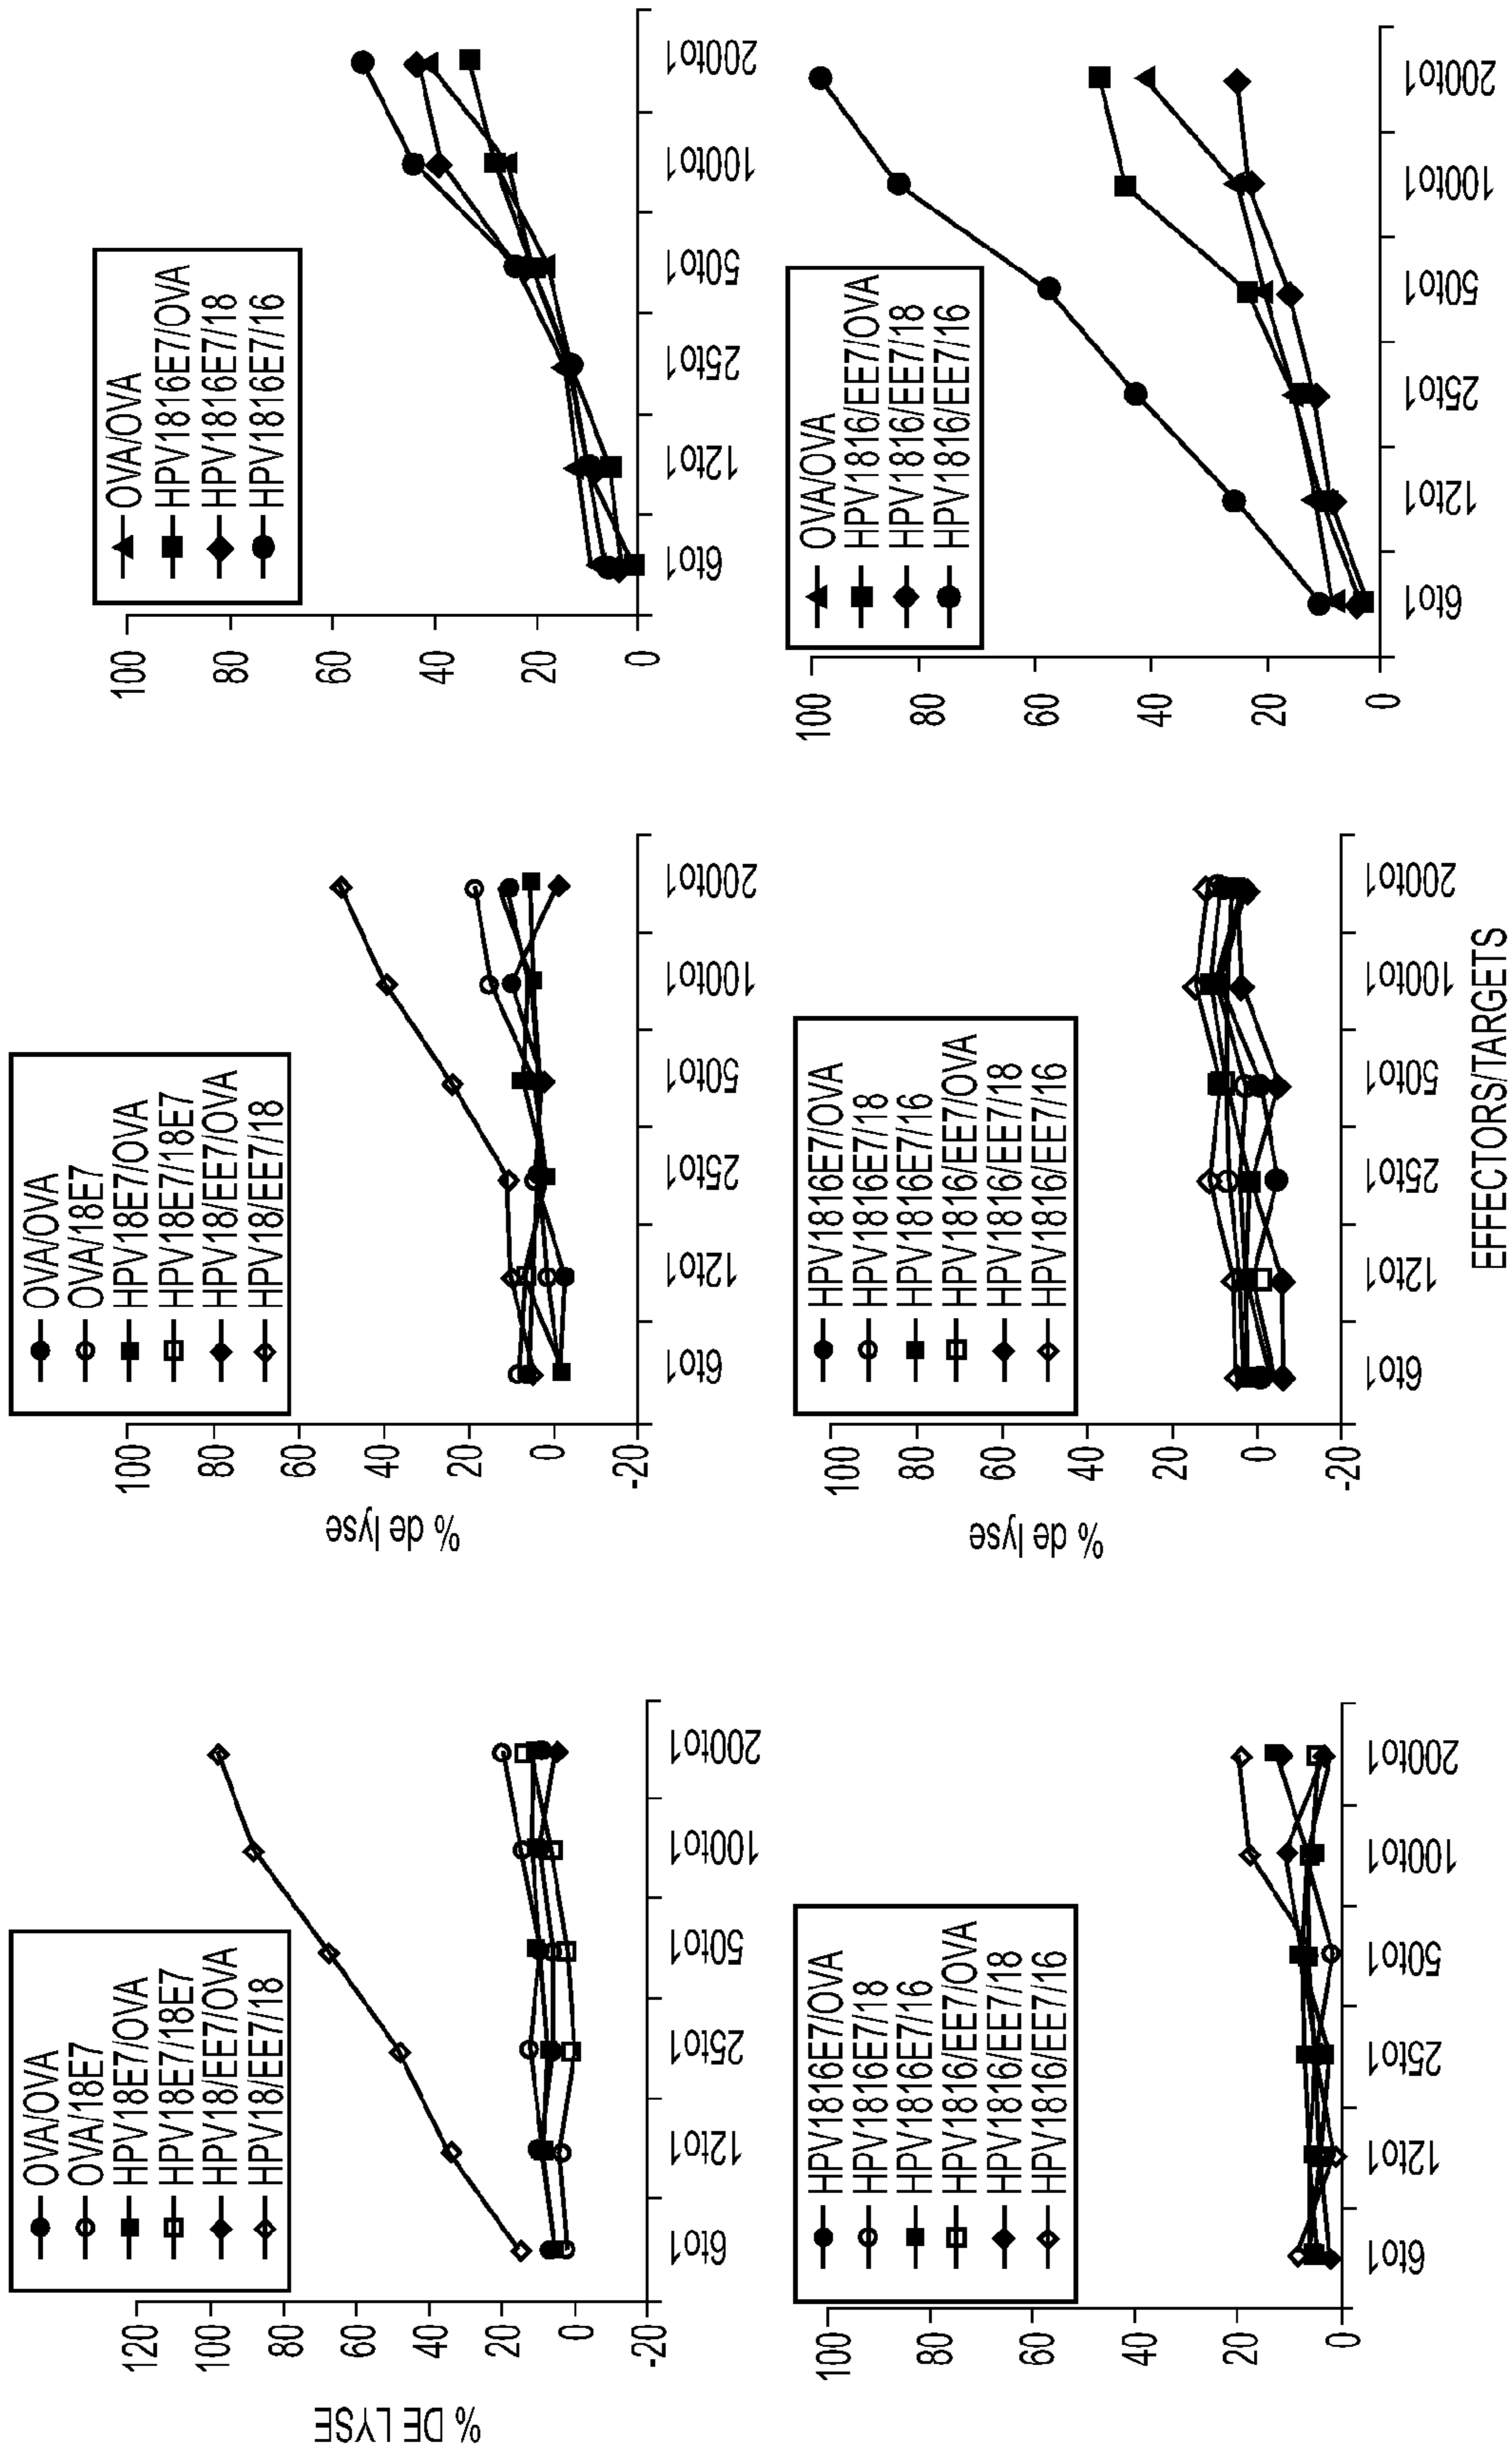 OVA/OVA
OVA/18E7
HPV18E7/OVA
HPV18E7/18E7
HPV18/EE7/OVA
HPV18/EE7/18
% DE LYSE
120
100
80
60
40
20
0
-20
6to1
12to1
25to1
50to1
100to1
200to1
OVA/OVA
OVA/18E7
HPV18E7/OVA
HPV18E7/18E7
HPV18/EE7/OVA
HPV18/EE7/18
% de lyse
100
80
60
40
20
0
-20
6to1
12to1
25to1
50to1
100to1
200to1
OVA/OVA
HPV1816E7/OVA
HPV1816E7/18
HPV1816E7/16
100
80
60
40
20
0
6to1
12to1
25to1
50to1
100to1
200to1
HPV1816E7/OVA
HPV1816E7/18
HPV1816E7/16
HPV1816/EE7/OVA
HPV1816/EE7/18
HPV1816/EE7/16
100
80
60
40
20
0
6to1
12to1
25to1
50to1
100to1
200to1
HPV1816E7/OVA
HPV1816E7/18
HPV1816E7/16
HPV1816/EE7/OVA
HPV1816/EE7/18
HPV1816/EE7/16
% de lyse
100
80
60
40
20
0
-20
6to1
12to1
25to1
50to1
100to1
200to1
EFFECTORS/TARGETS
OVA/OVA
HPV1816/EE7/OVA
HPV1816/EE7/18
HPV1816/EE7/16
100
80
60
40
20
0
6to1
12to1
25to1
50to1
100to1
200to1